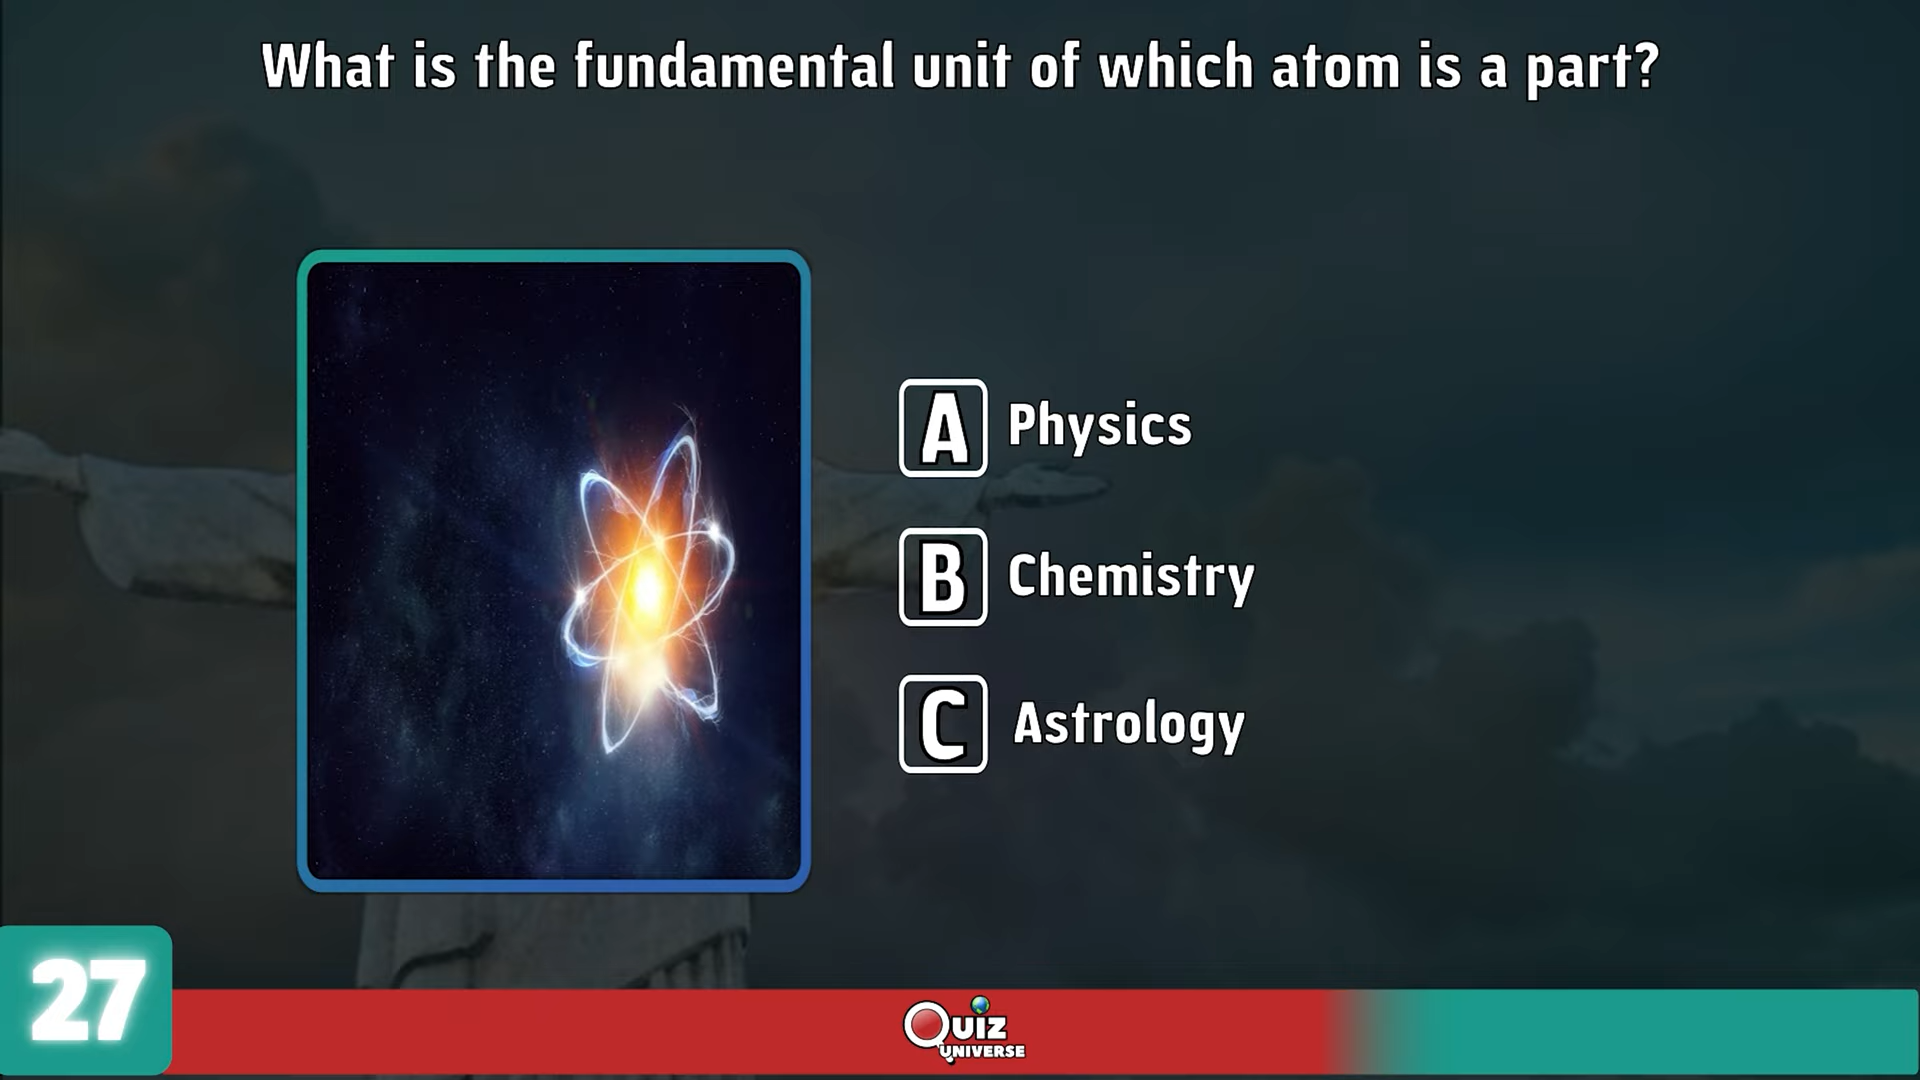 What is the fundamental unit of which atom is a part?
A Physics
B Chemistry
C Astrology
27
QUIZ
UNIVERSE